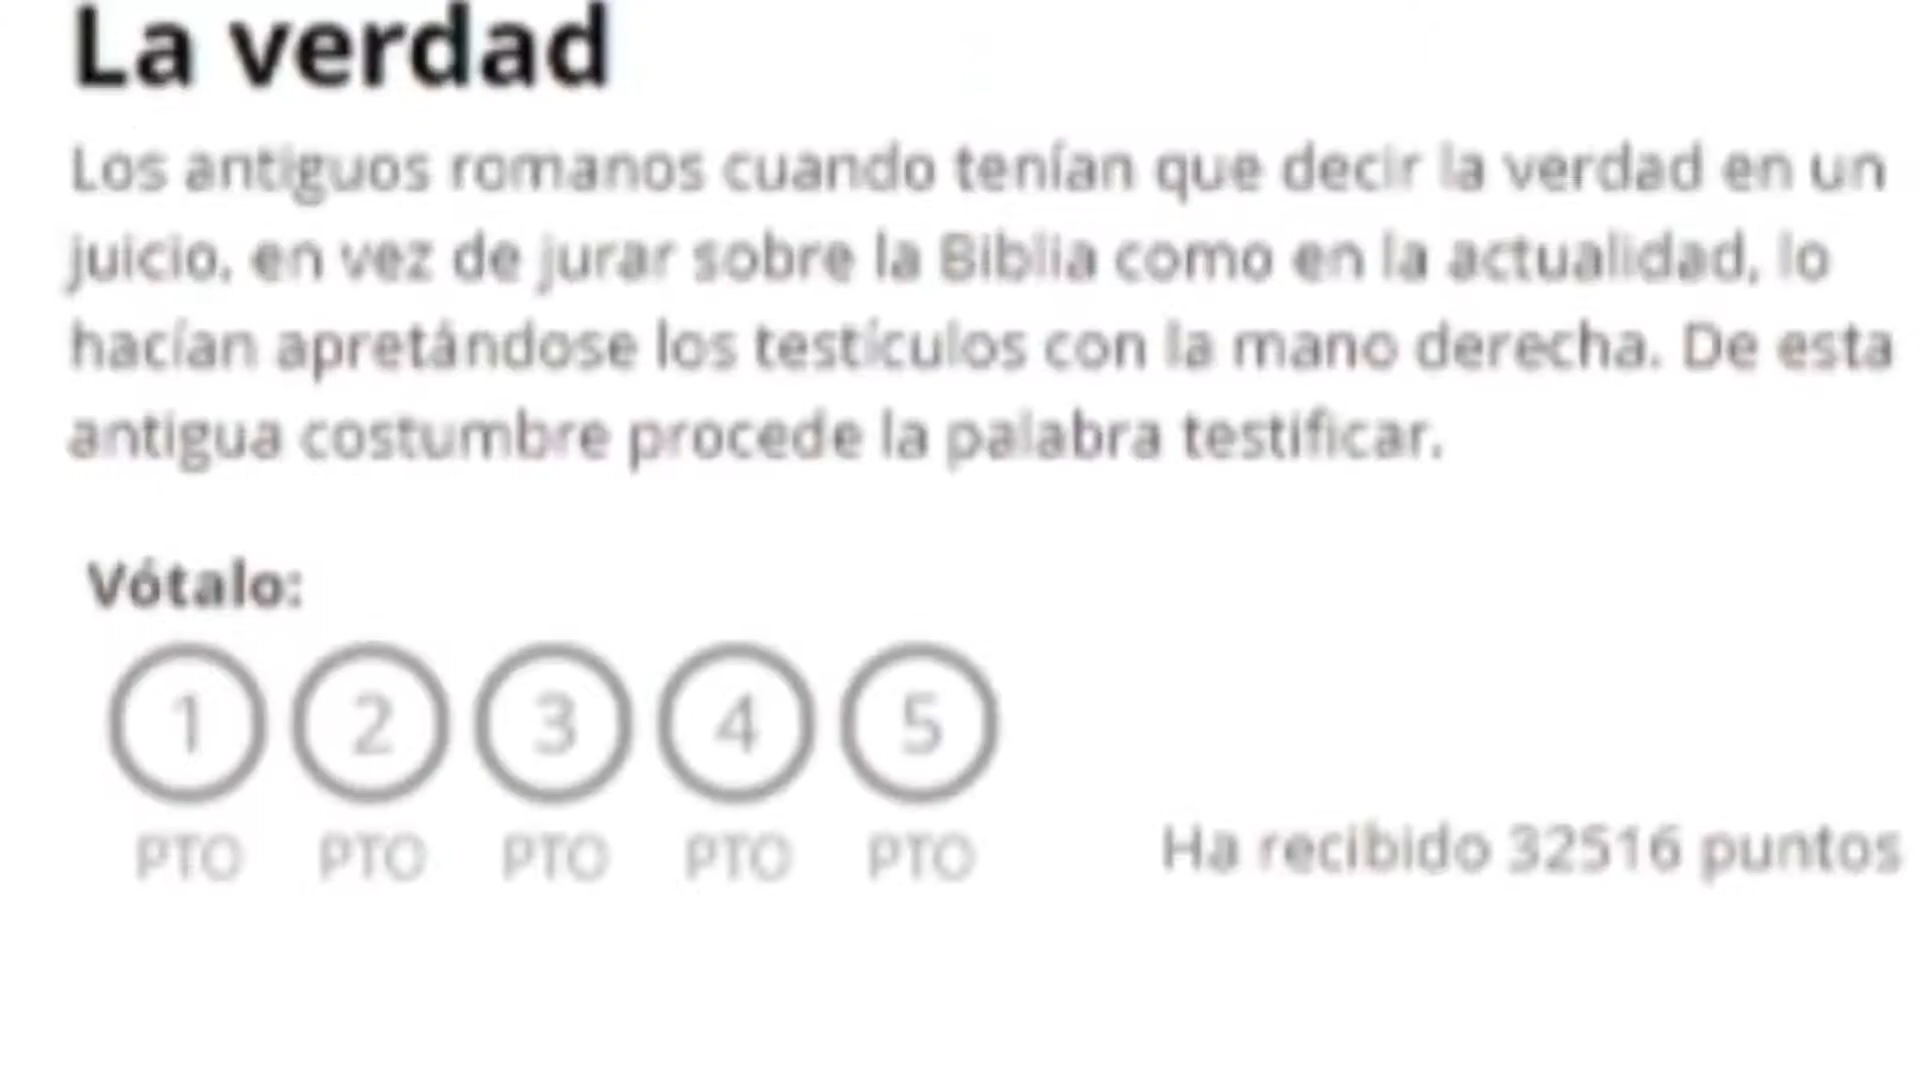 La verdad
Los antiguos romanos cuando tenían que decir la verdad en un
juicio, en vez de jurar sobre la Biblia como en la actualidad, lo
hacían apretándose los testículos con la mano derecha. De esta
antigua costumbre procede la palabra testificar.
Vótalo:
1 2 3 4 5
PTO PTO PTO PTO PTO
Ha recibido 32516 puntos